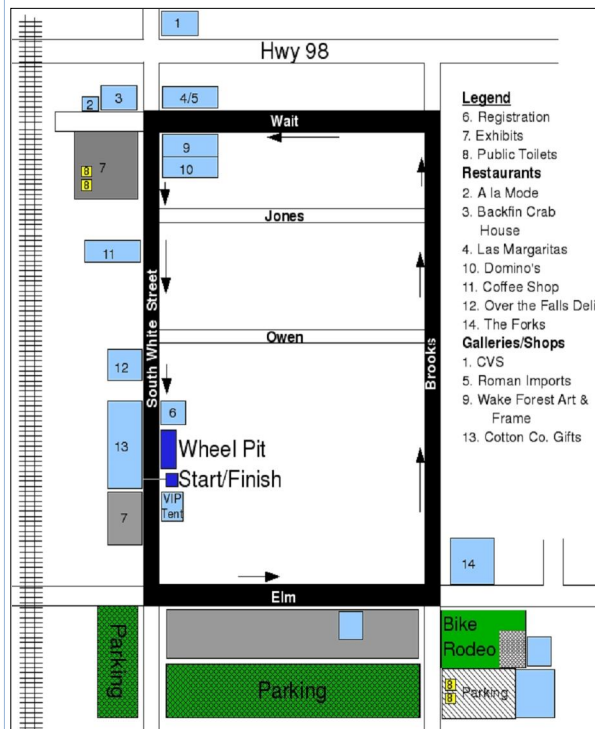 1
Hwy 98
2
3
4/5
Wait
9
10
7
8
8
Jones
11
South White Street
Owen
Brooks
12
6
13
Wheel Pit
Start/Finish
VIP
Tent
7
14
Elm
Parking
Parking
Bike
Rodeo
8
8
Parking
Legend
6. Registration
7. Exhibits
8. Public Toilets
Restaurants
2. A la Mode
3. Backfin Crab
House
4. Las Margaritas
10. Domino's
11. Coffee Shop
12. Over the Falls Deli
14. The Forks
Galleries/Shops
1. CVS
5. Roman Imports
9. Wake Forest Art &
Frame
13. Cotton Co. Gifts